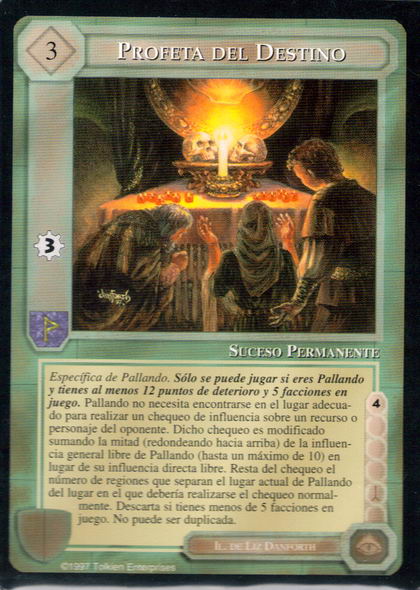 3
PROFETA DEL DESTINO
3
SUCESO PERMANENTE
Específica de Pallando. Sólo se puede jugar si eres Pallando
y tienes al menos 12 puntos de deterioro y 5 facciones en
juego. Pallando no necesita encontrarse en el lugar adecua-
do para realizar un chequeo de influencia sobre un recurso o
personaje del oponente. Dicho chequeo es modificado
sumando la mitad (redondeando hacia arriba) de la influen-
cia general libre de Pallando (hasta un máximo de 10) en
lugar de su influencia directa libre. Resta del chequeo el
número de regiones que separan el lugar actual de Pallando
del lugar en el que debería realizarse el chequeo normal-
mente. Descarta si tienes menos de 5 facciones en
juego. No puede ser duplicada.
4
IL. DE LIZ DANFORTH
©1997 Tolkien Enterprises